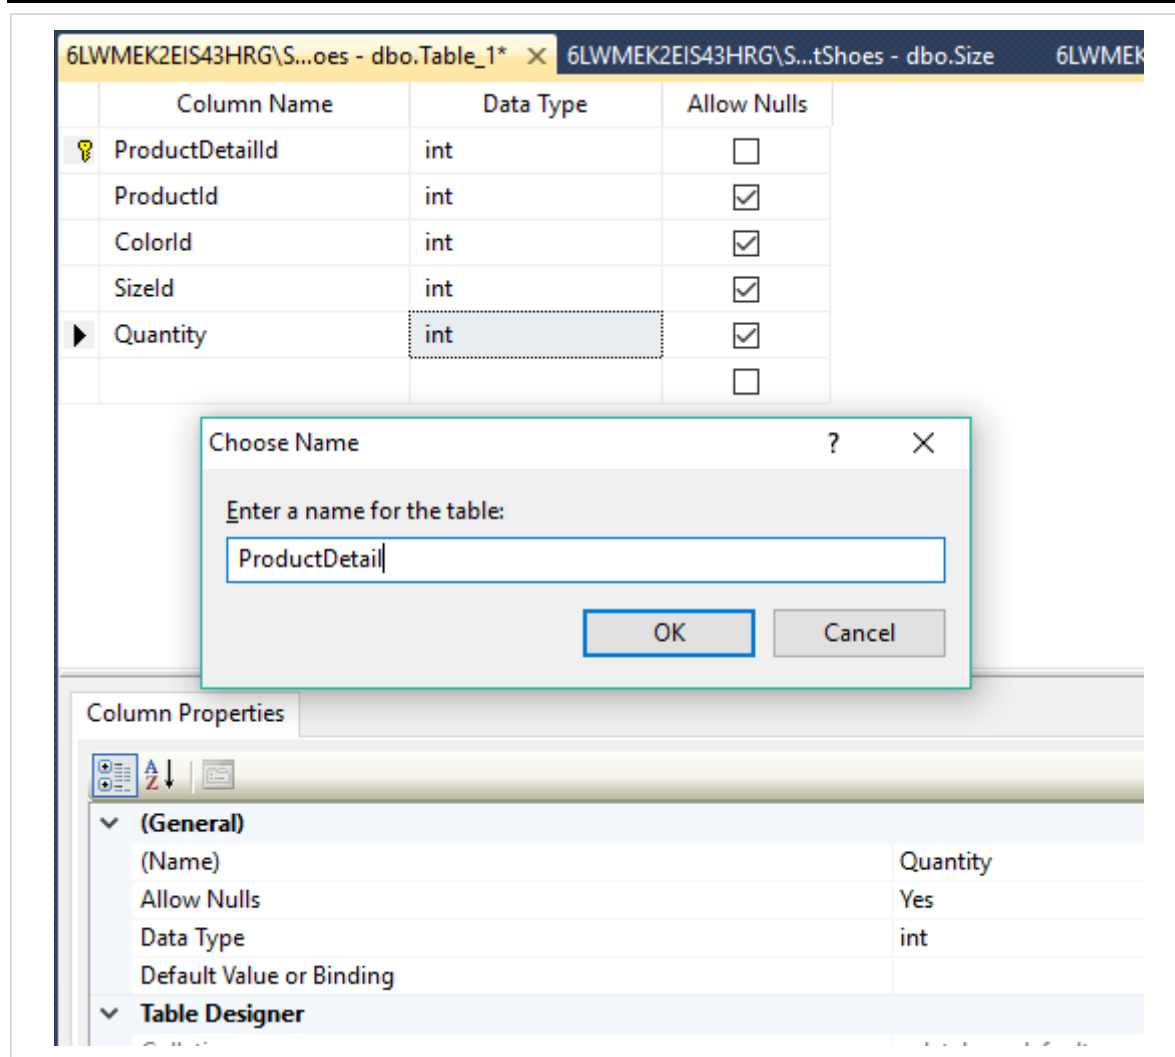 6LWMEK2EIS43HRG\S...oes - dbo.Table_1* 6LWMEK2EIS43HRG\S...tShoes - dbo.Size 6LWMEK
Column Name Data Type Allow Nulls
ProductDetailId int
ProductId int
ColorId int
SizeId int
Quantity int
Choose Name ?
Enter a name for the table:
ProductDetail
OK Cancel
Column Properties
(General)
(Name) Quantity
Allow Nulls Yes
Data Type int
Default Value or Binding
Table Designer